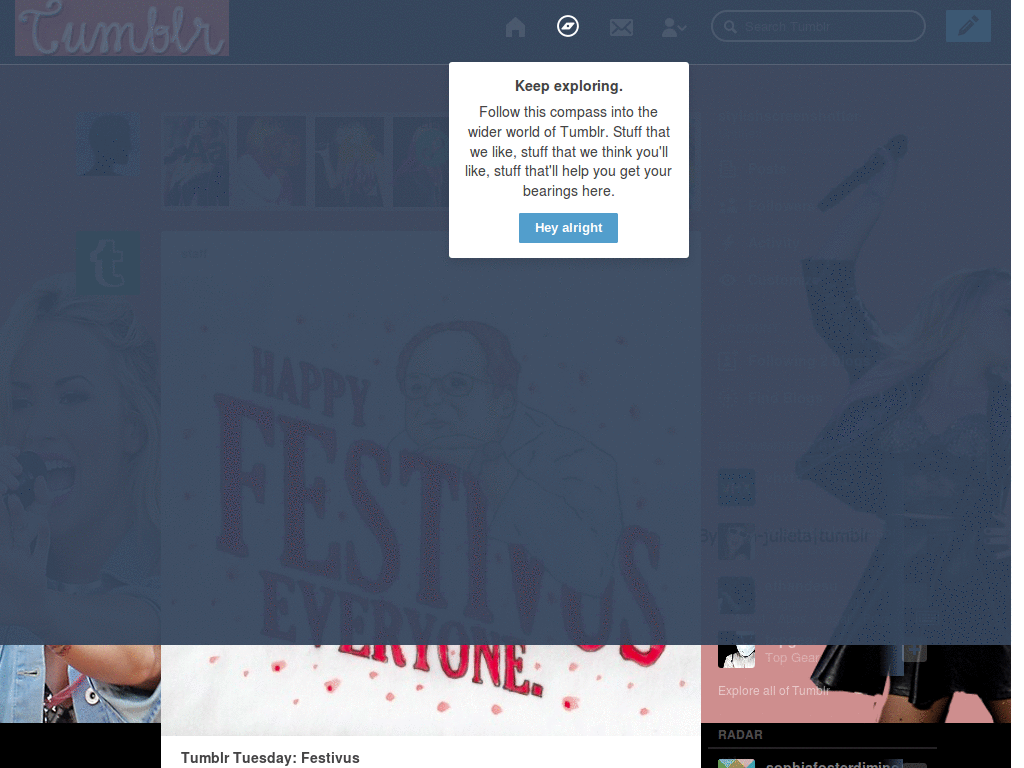 Tumblr
Search Tumblr
Keep exploring.
Follow this compass into the
wider world of Tumblr. Stuff that
we like, stuff that we think you'll
like, stuff that'll help you get your
bearings here.
Hey alright
staff
HAPPY
FESTIVUS
EVERYONE.
Top Gear
Explore all of Tumblr
Tumblr Tuesday: Festivus
RADAR